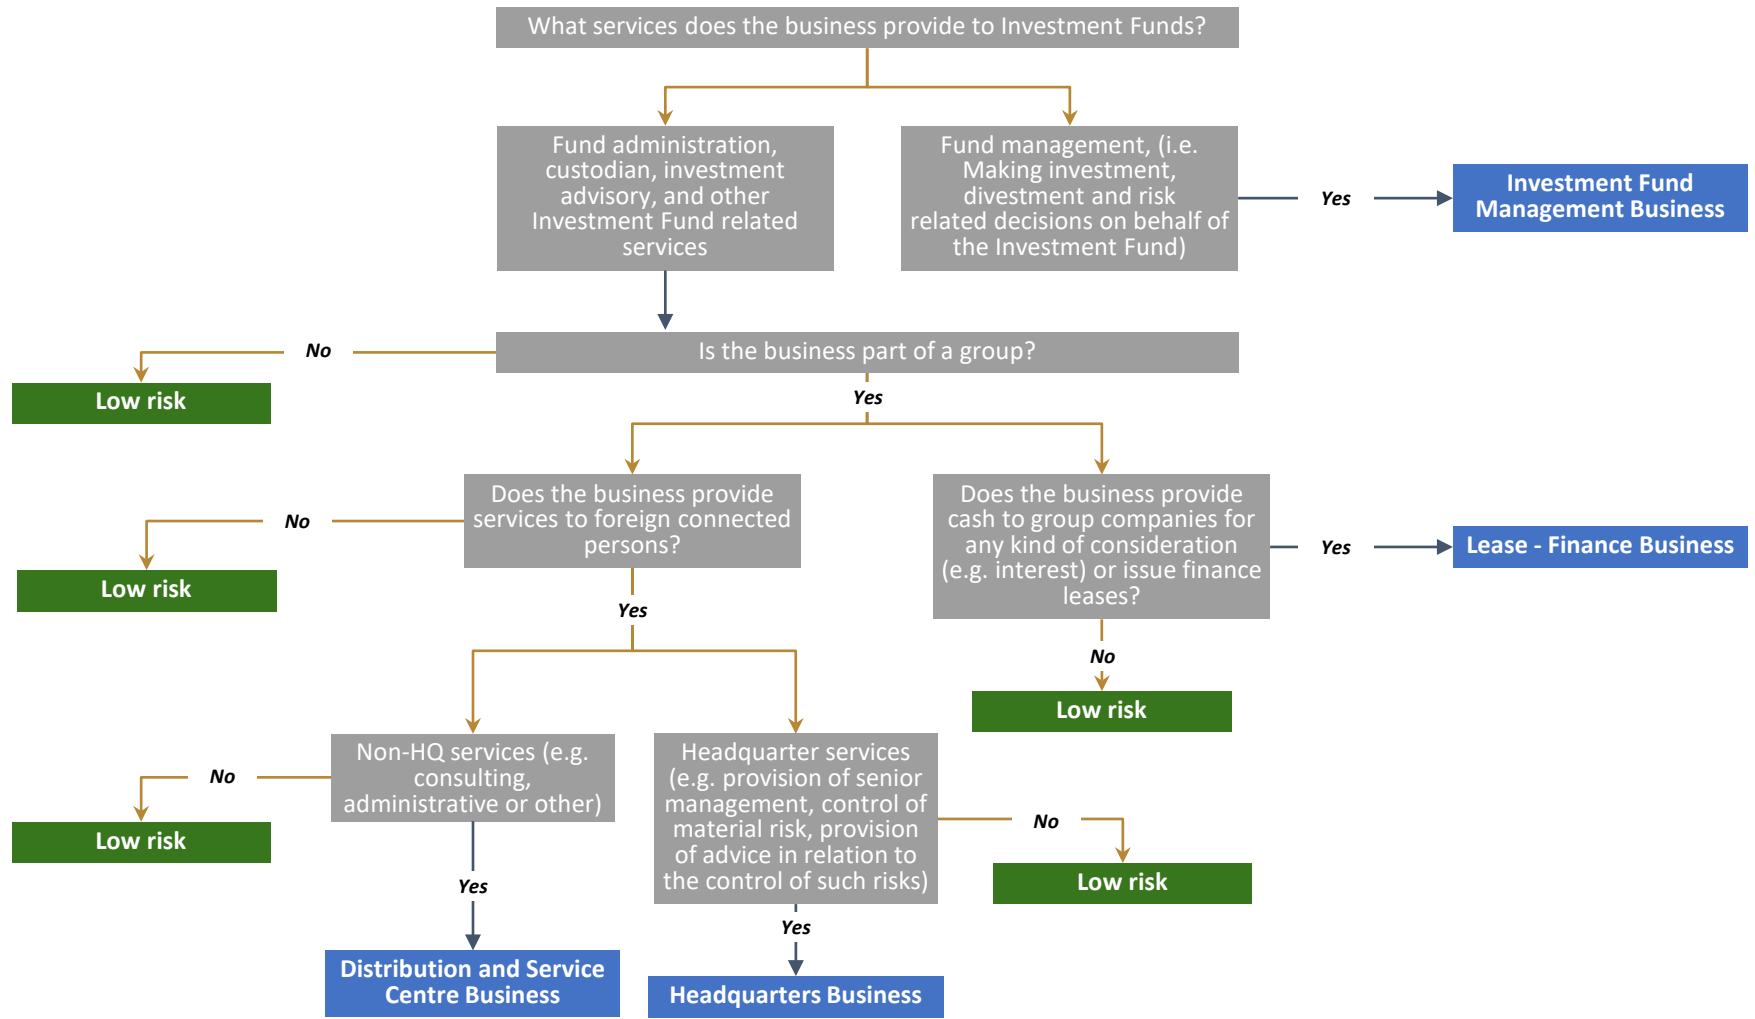 What services does the business provide to Investment Funds?
Fund administration,
custodian, investment
advisory, and other
Investment Fund related
services
Fund management, (i.e.
Making investment,
divestment and risk
related decisions on behalf of
the Investment Fund)
Yes
Investment Fund
Management Business
Is the business part of a group?
No
Low risk
Yes
Does the business provide
services to foreign connected
persons?
No
Low risk
Does the business provide
cash to group companies for
any kind of consideration
(e.g. interest) or issue finance
leases?
Yes
Lease - Finance Business
Yes
No
Low risk
Non-HQ services (e.g.
consulting,
administrative or other)
No
Low risk
Headquarter services
(e.g. provision of senior
management, control of
material risk, provision
of advice in relation to
the control of such risks)
No
Low risk
Yes
Distribution and Service
Centre Business
Yes
Headquarters Business